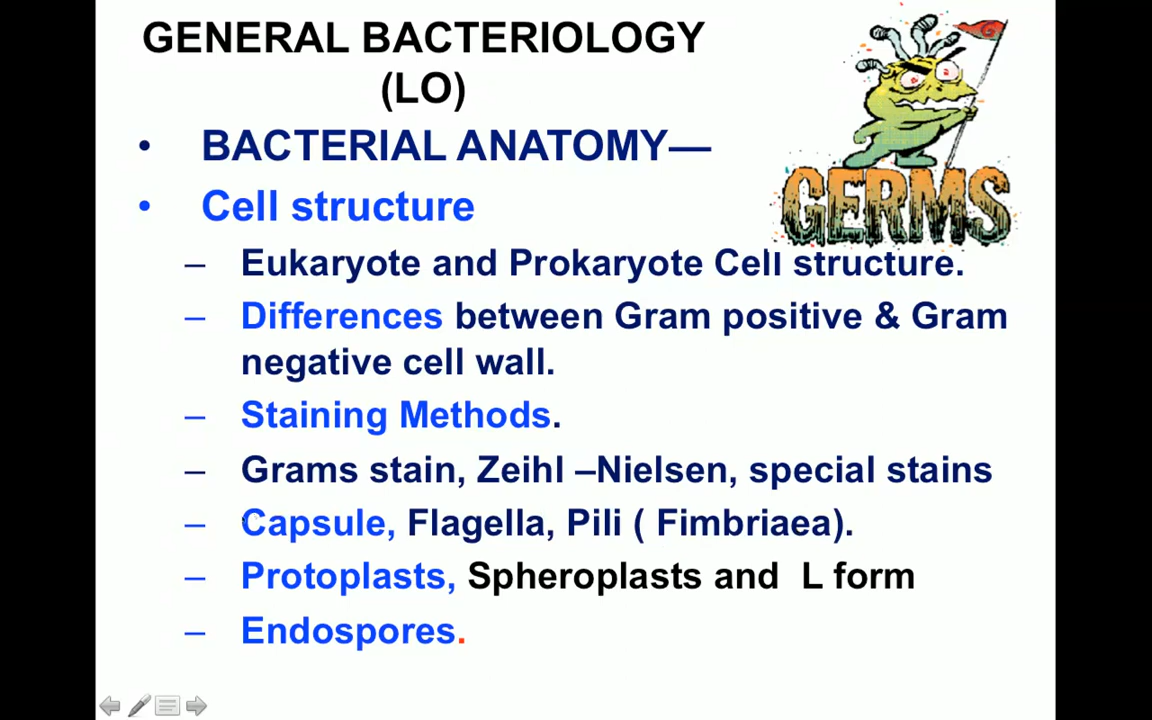 GENERAL BACTERIOLOGY
(LO)
GERMS
• BACTERIAL ANATOMY—
• Cell structure
– Eukaryote and Prokaryote Cell structure.
– Differences between Gram positive & Gram
negative cell wall.
– Staining Methods.
– Grams stain, Zeihl –Nielsen, special stains
– Capsule, Flagella, Pili ( Fimbriaea).
– Protoplasts, Spheroplasts and L form
– Endospores.